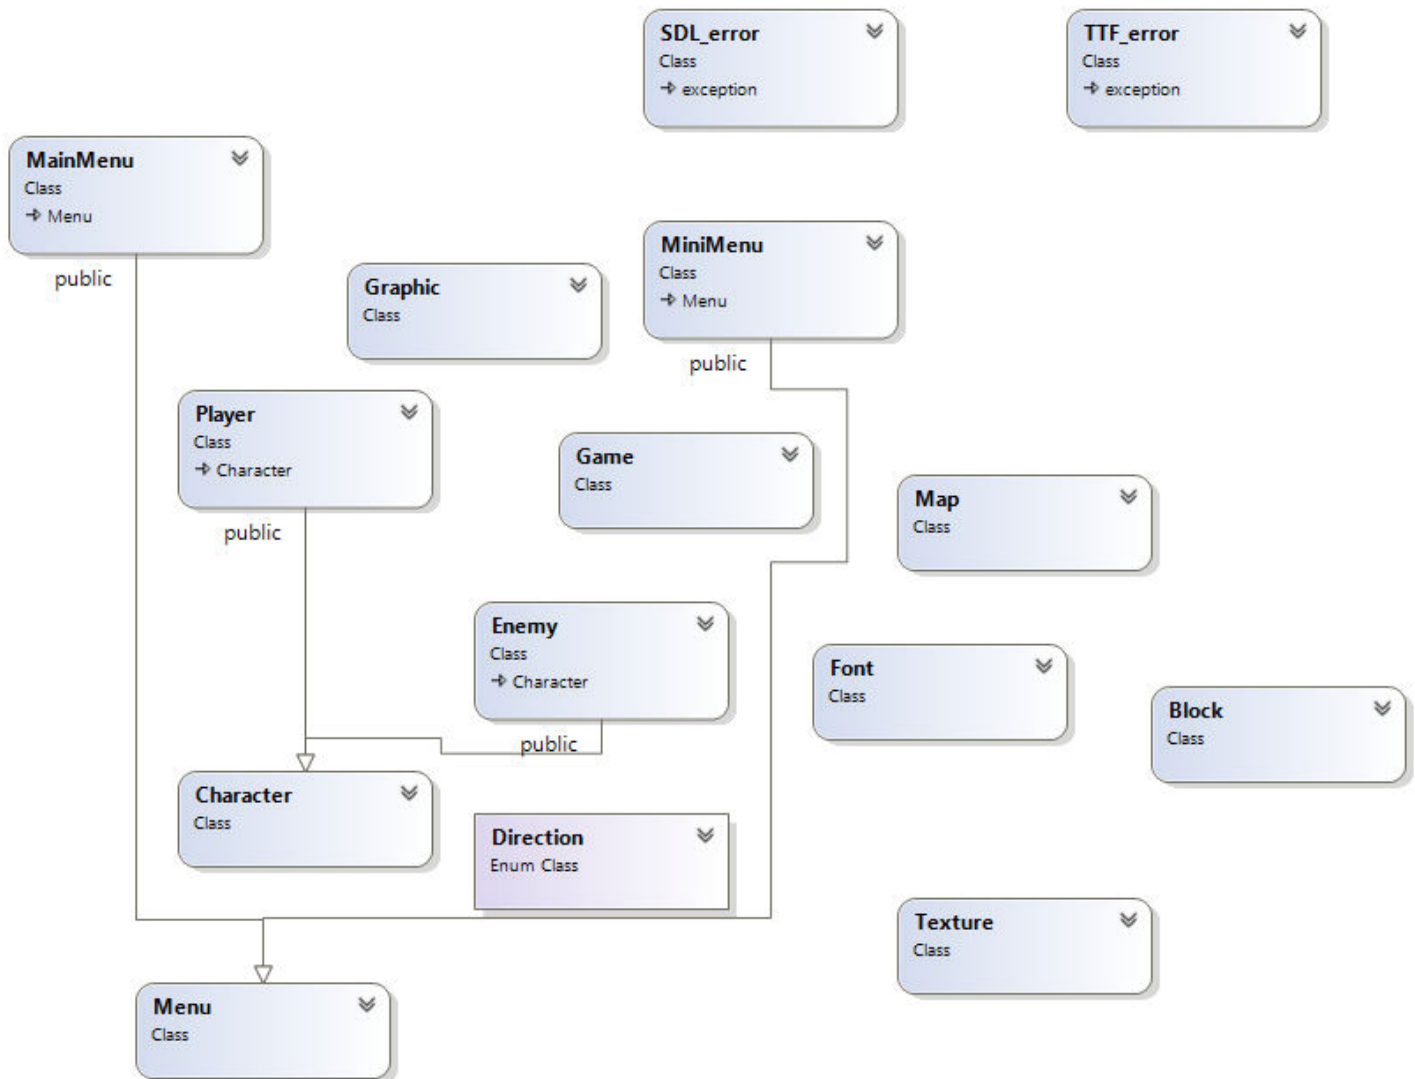 SDL_error
Class
exception
TTF_error
Class
exception
MainMenu
Class
Menu
public
MiniMenu
Class
Menu
public
Graphic
Class
Player
Class
Character
public
Game
Class
Map
Class
Enemy
Class
Character
public
Font
Class
Block
Class
Character
Class
Direction
Enum Class
Texture
Class
Menu
Class